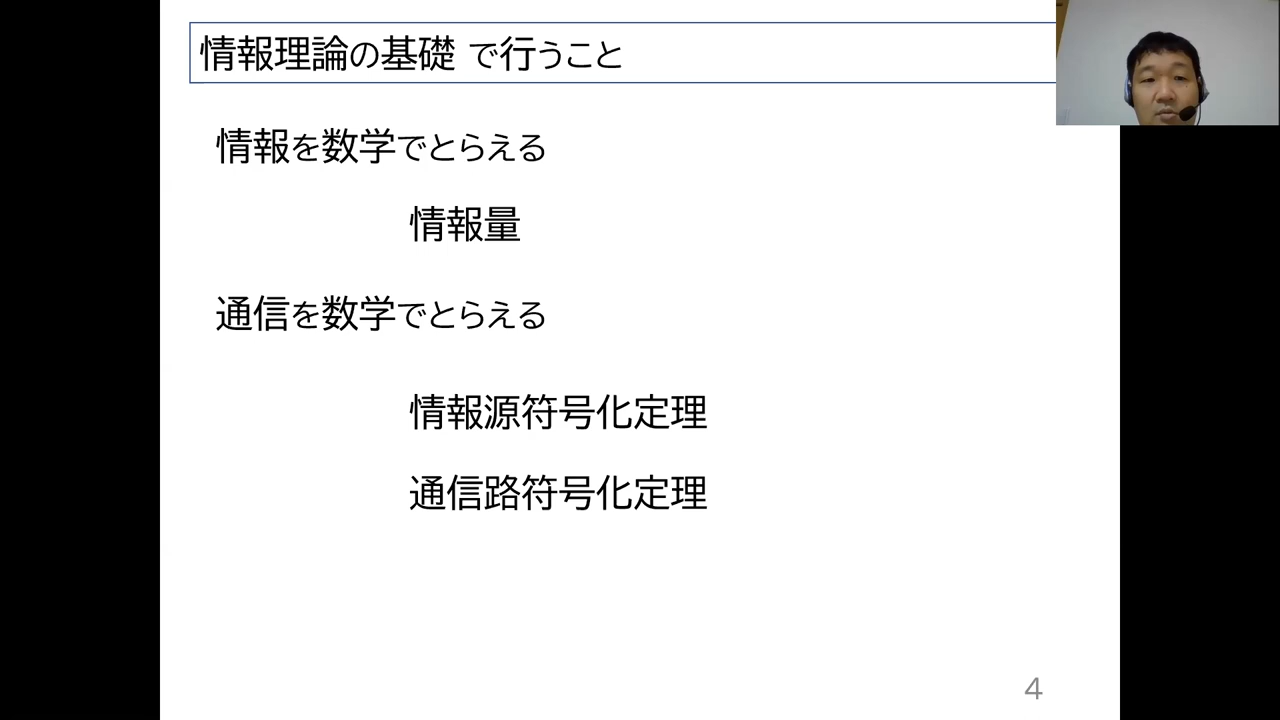 情報理論の基礎 で行うこと
情報を数学でとらえる
情報量
通信を数学でとらえる
情報源符号化定理
通信路符号化定理
4